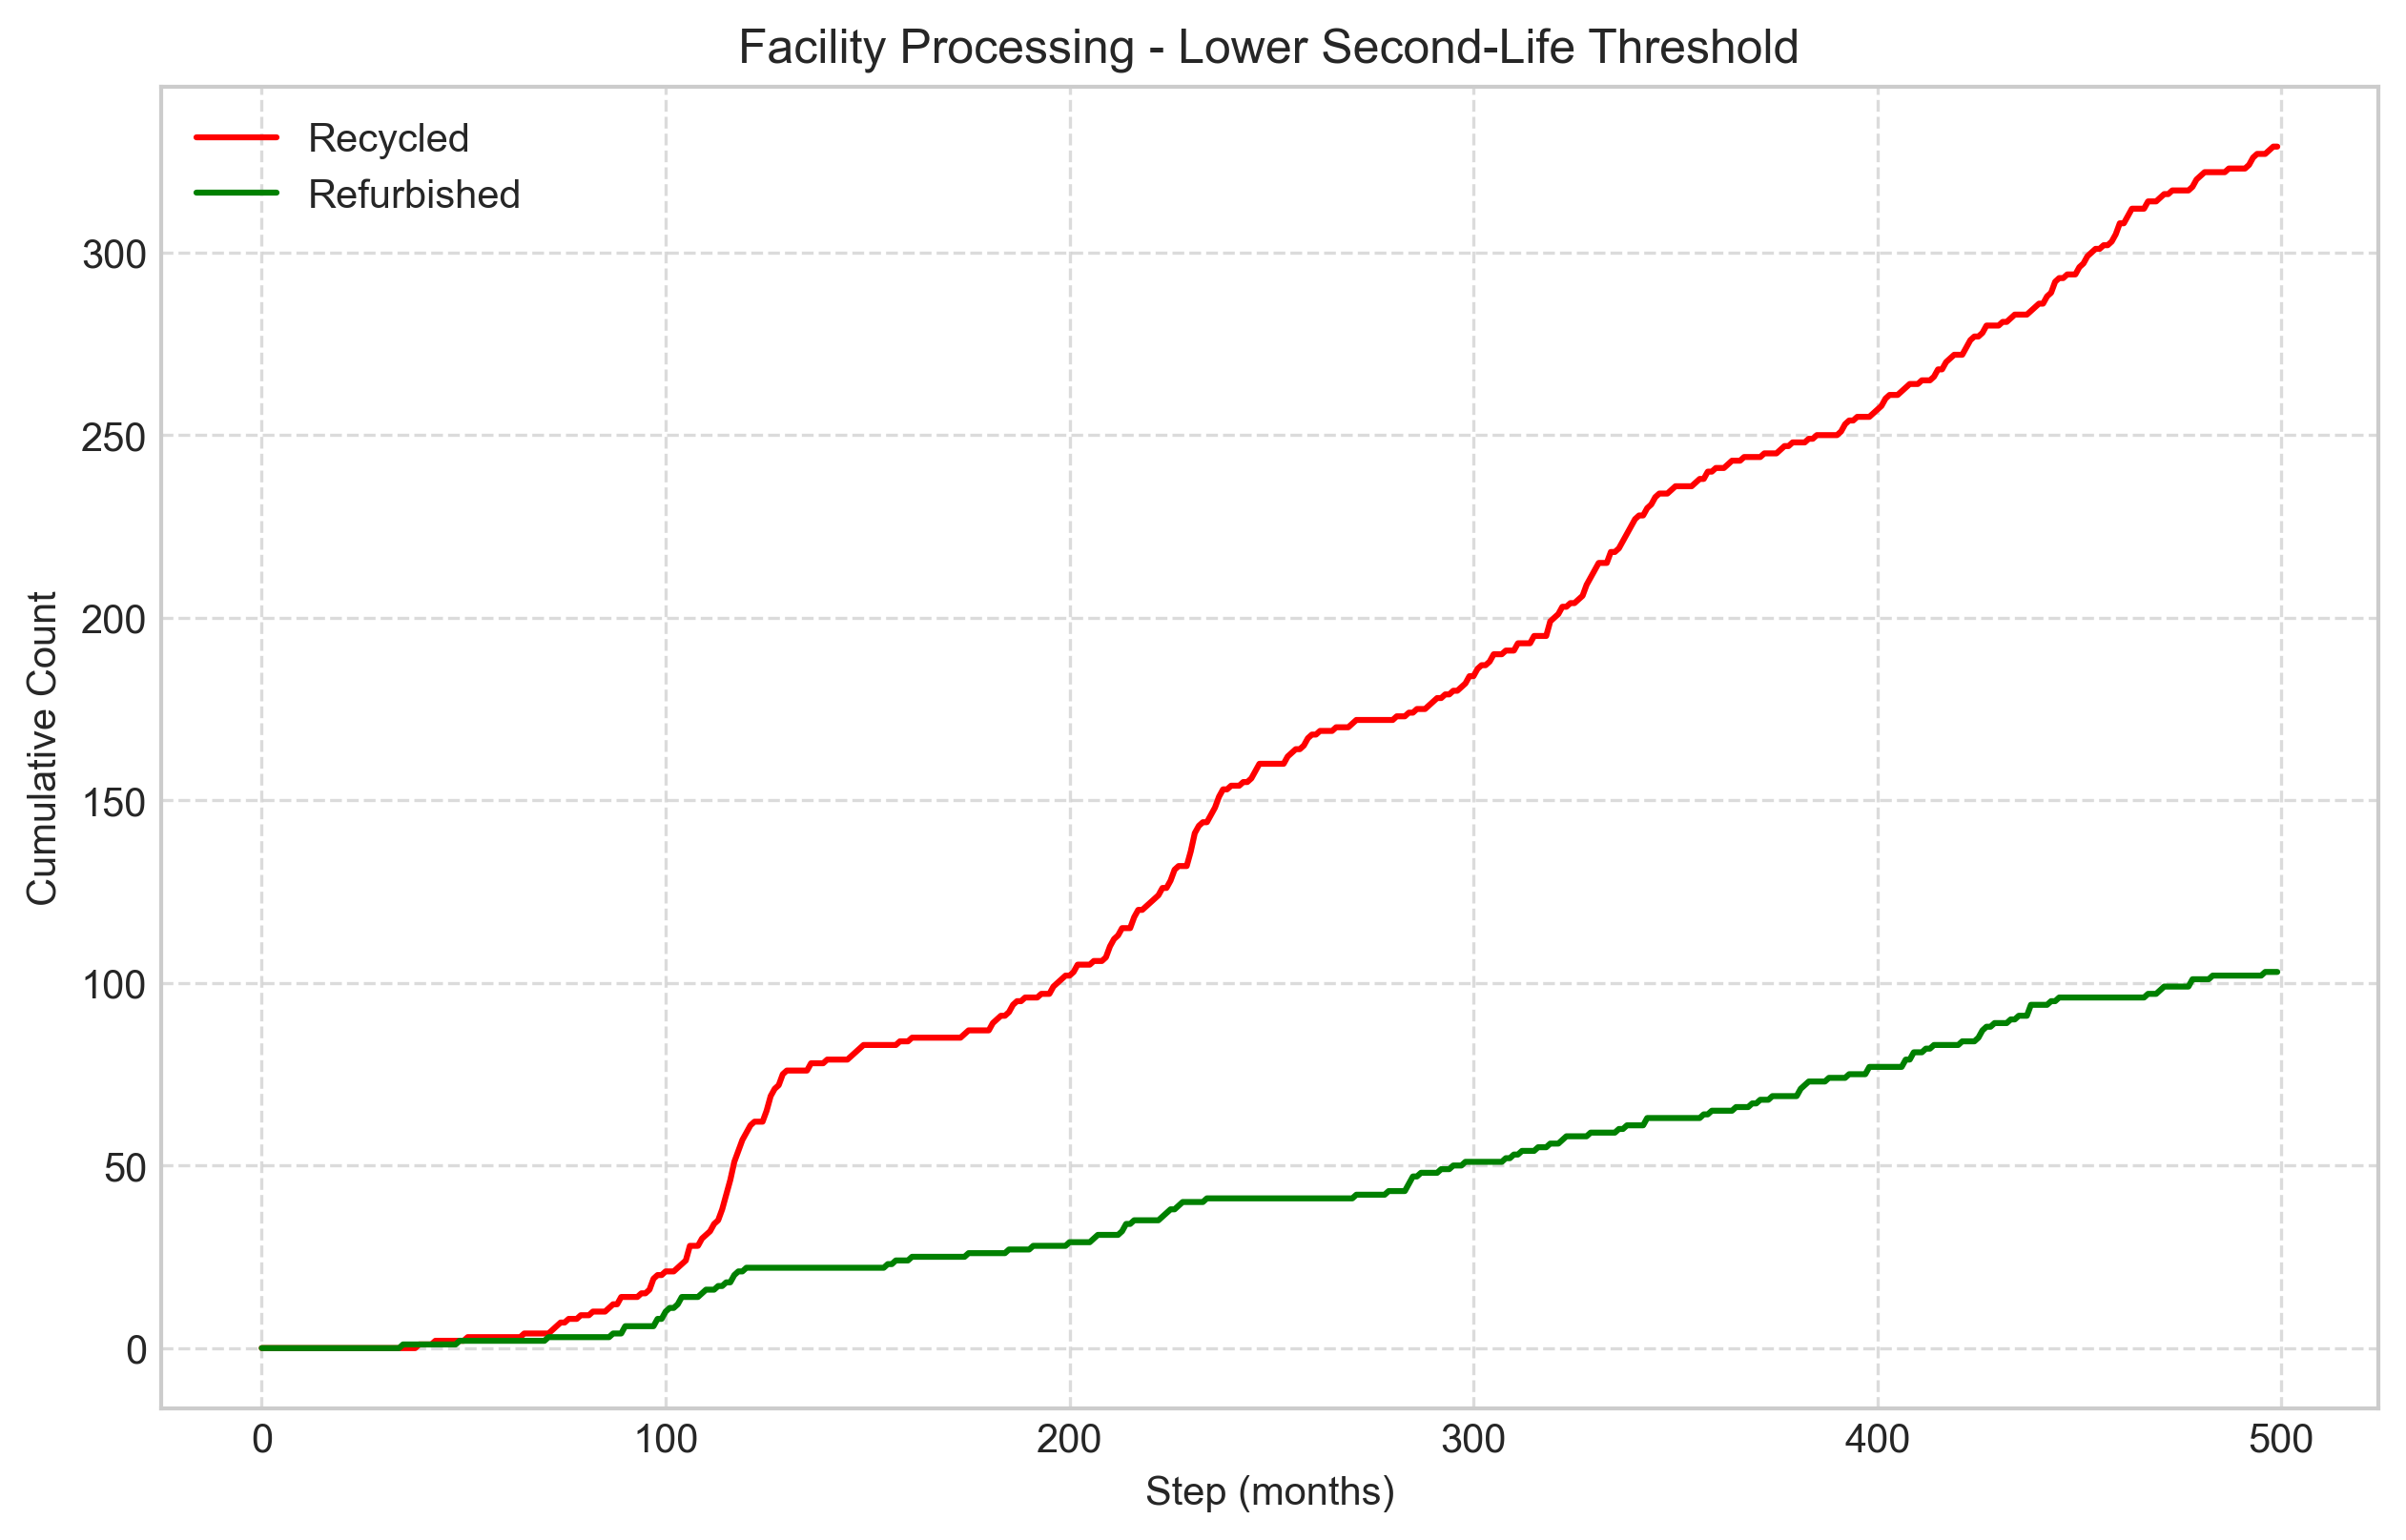 Facility Processing - Lower Second-Life Threshold
Recycled
Refurbished
300
250
200
150
100
50
0
Cumulative Count
0 100 200 300 400 500
Step (months)